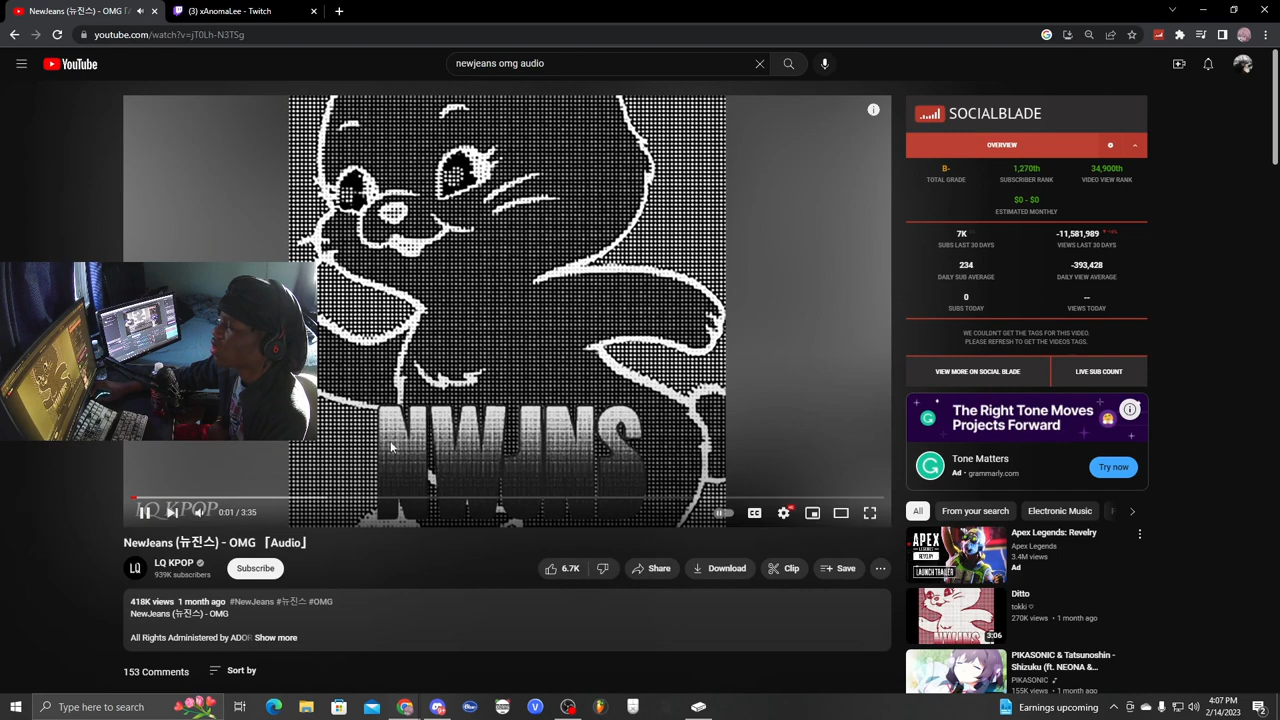 NewJeans (뉴진스) - OMG 「A
(3) xAnomaLee - Twitch
youtube.com/watch?v=jT0Lh-N3TSg
YouTube
newjeans omg audio
SOCIALBLADE
OVERVIEW
B-
1,270th
34,900th
TOTAL GRADE
SUBSCRIBER RANK
VIDEO VIEW RANK
$0 - $0
ESTIMATED MONTHLY
7K
-11,581,989
SUBS LAST 30 DAYS
VIEWS LAST 30 DAYS
234
-393,428
DAILY SUB AVERAGE
DAILY VIEW AVERAGE
0
--
SUBS TODAY
VIEWS TODAY
WE COULDN'T GET THE TAGS FOR THIS VIDEO.
PLEASE REFRESH TO GET THE VIDEOS TAGS.
VIEW MORE ON SOCIAL BLADE
LIVE SUB COUNT
NWJNS
LQ KPOP
0:01 / 3:35
The Right Tone Moves
Projects Forward
Tone Matters
Ad • grammarly.com
Try now
All
From your search
Electronic Music
NewJeans (뉴진스) - OMG 「Audio」
LQ KPOP
939K subscribers
Subscribe
6.7K
Share
Download
Clip
Save
418K views 1 month ago #NewJeans #뉴진스 #OMG
NewJeans (뉴진스) - OMG
All Rights Administered by ADOR Show more
153 Comments
Sort by
APEX
LEGENDS
REVELRY
LAUNCH TRAILER
Apex Legends: Revelry
Apex Legends
3.4M views
Ad
NWJNS
3:06
Ditto
tokki
270K views • 1 month ago
PIKASONIC & Tatsunoshin -
Shizuku (ft. NEONA &...
PIKASONIC
155K views • 1 month ago
Type here to search
Earnings upcoming
4:07 PM
2/14/2023